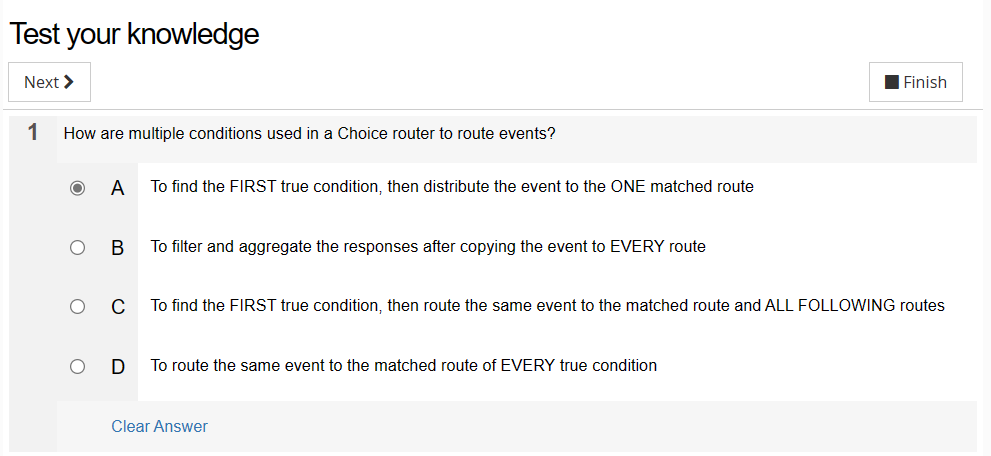 Test your knowledge
Next
Finish
1 How are multiple conditions used in a Choice router to route events?
A To find the FIRST true condition, then distribute the event to the ONE matched route
B To filter and aggregate the responses after copying the event to EVERY route
C To find the FIRST true condition, then route the same event to the matched route and ALL FOLLOWING routes
D To route the same event to the matched route of EVERY true condition
Clear Answer